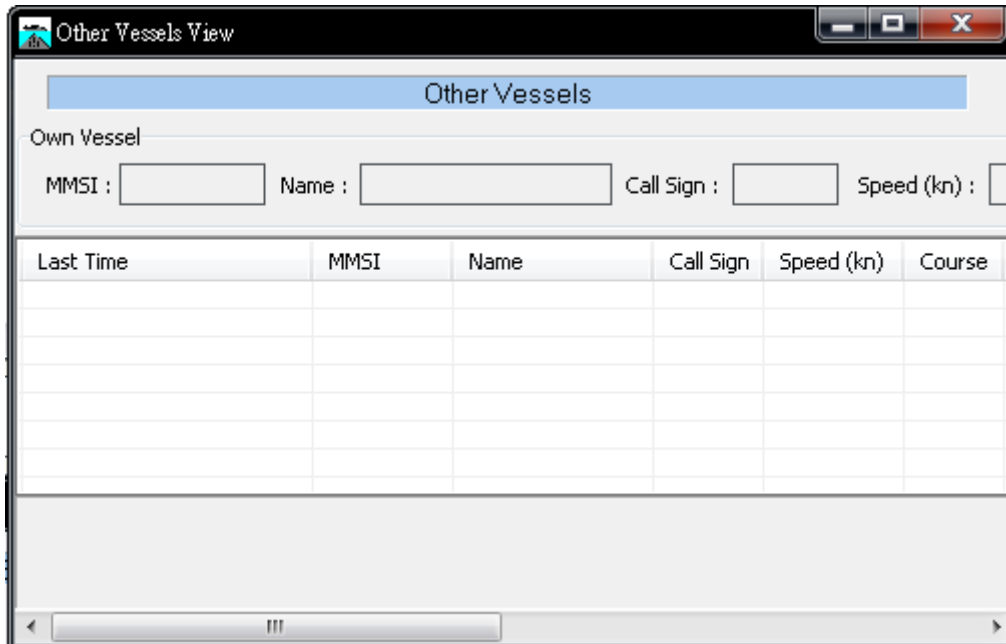 Other Vessels View
Other Vessels
Own Vessel
MMSI : Name : Call Sign : Speed (kn) :
Last Time MMSI Name Call Sign Speed (kn) Course